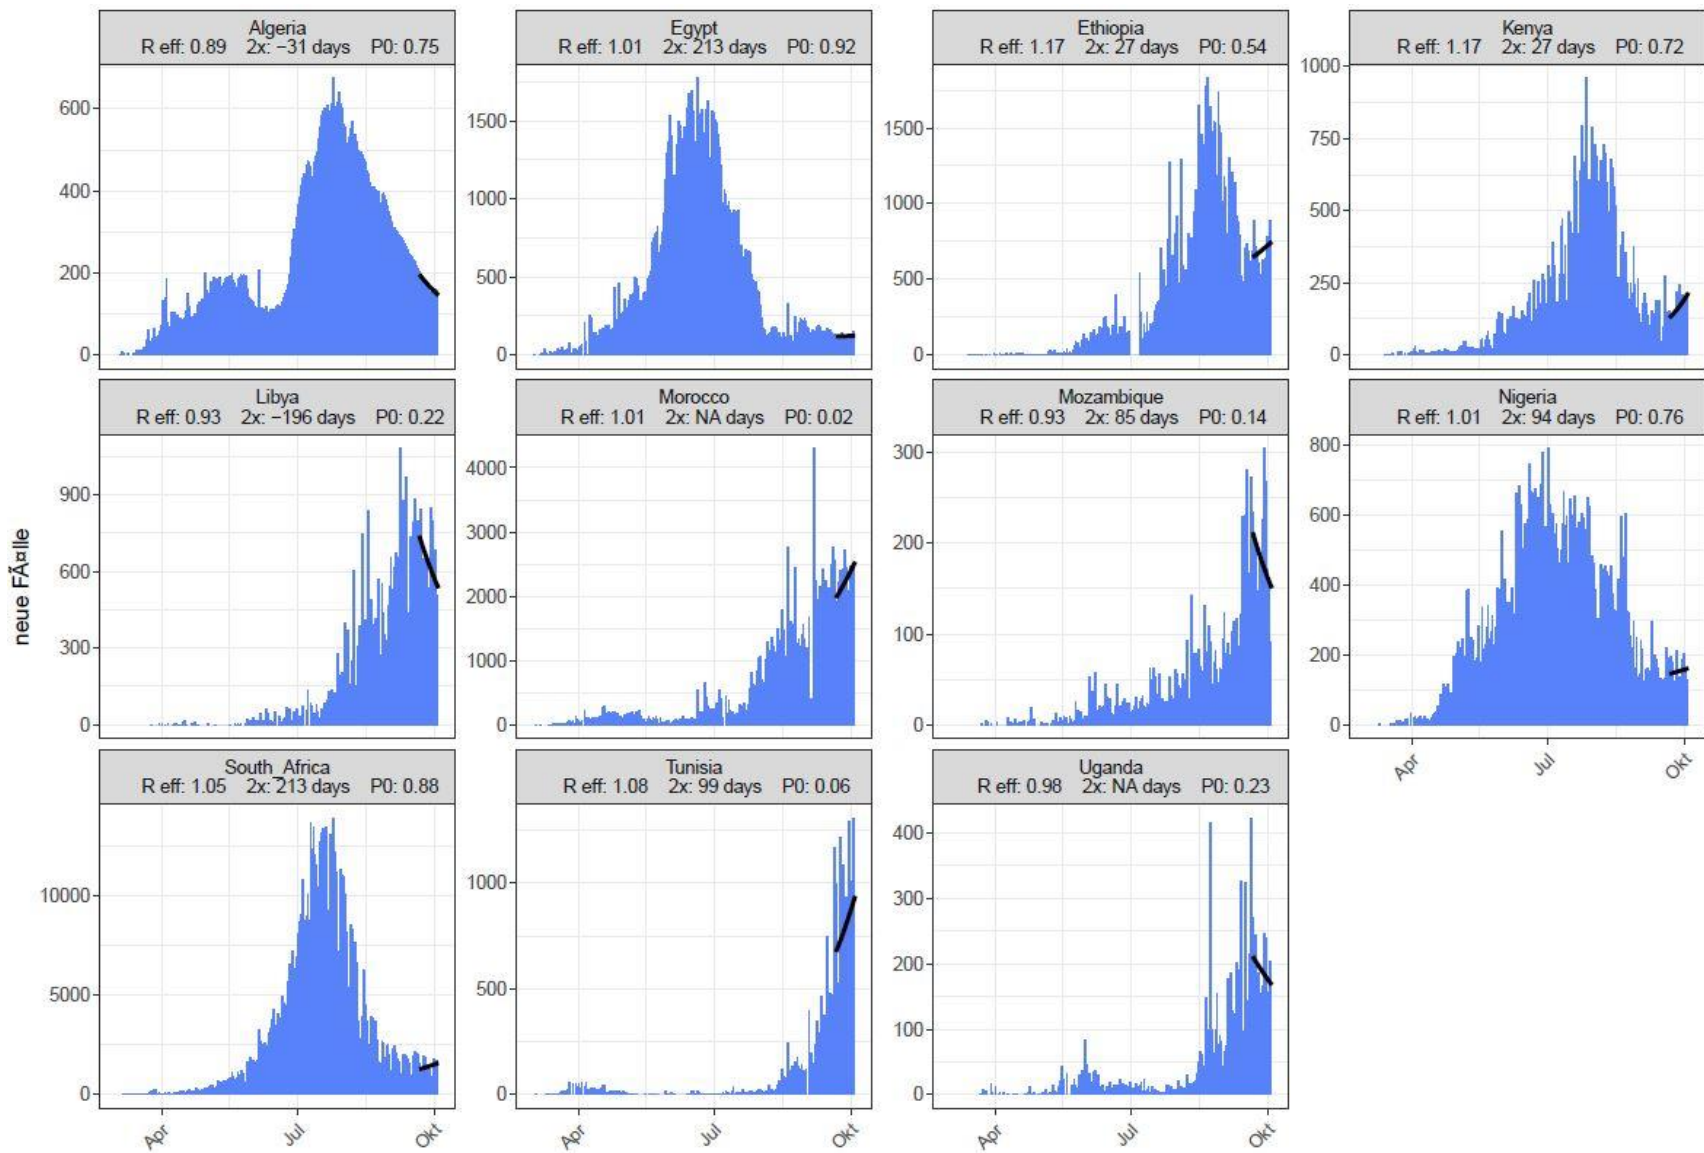 Algeria
R eff: 0.89 2x: −31 days P0: 0.75
600
400
200
0
Egypt
R eff: 1.01 2x: 213 days P0: 0.92
1500
1000
500
0
Ethiopia
R eff: 1.17 2x: 27 days P0: 0.54
1500
1000
500
0
Kenya
R eff: 1.17 2x: 27 days P0: 0.72
1000
750
500
250
0
neue FÃ¤lle
Libya
R eff: 0.93 2x: −196 days P0: 0.22
900
600
300
0
Morocco
R eff: 1.01 2x: NA days P0: 0.02
4000
3000
2000
1000
0
Mozambique
R eff: 0.93 2x: 85 days P0: 0.14
300
200
100
0
Nigeria
R eff: 1.01 2x: 94 days P0: 0.76
800
600
400
200
0
Apr Jul Okt
South_Africa
R eff: 1.05 2x: 213 days P0: 0.88
10000
5000
0
Apr Jul Okt
Tunisia
R eff: 1.08 2x: 99 days P0: 0.06
1000
500
0
Apr Jul Okt
Uganda
R eff: 0.98 2x: NA days P0: 0.23
400
300
200
100
0
Apr Jul Okt